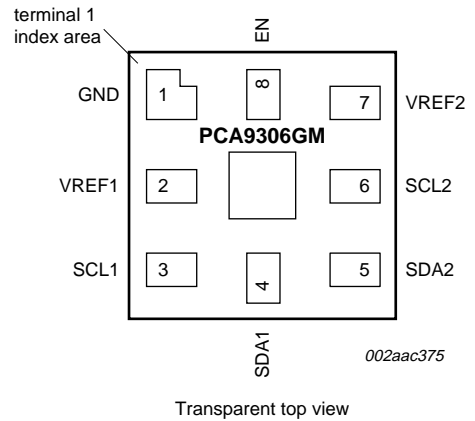 terminal 1
index area
EN
GND 1 8 7 VREF2
PCA9306GM
VREF1 2 6 SCL2
SCL1 3 4 5 SDA2
SDA1
002aac375
Transparent top view